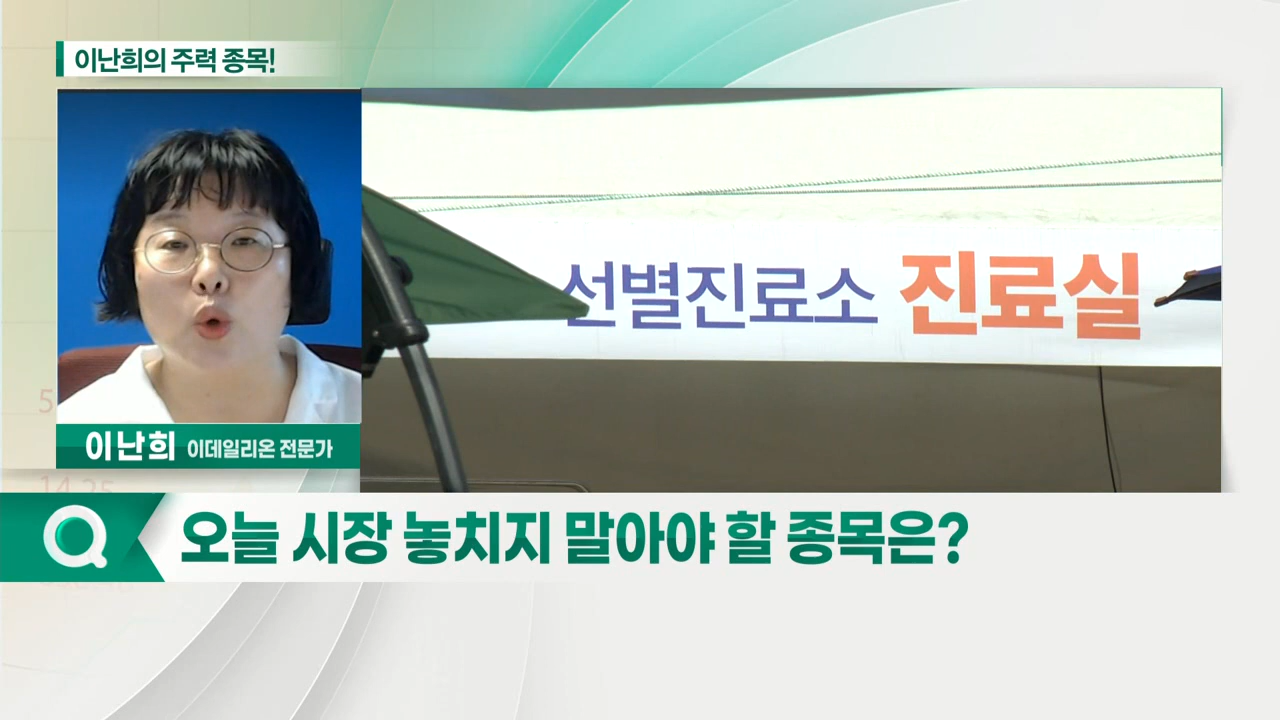 이난희의 주력 종목!
선별진료소 진료실
이난희 이데일리온 전문가
Q 오늘 시장 놓치지 말아야 할 종목은?